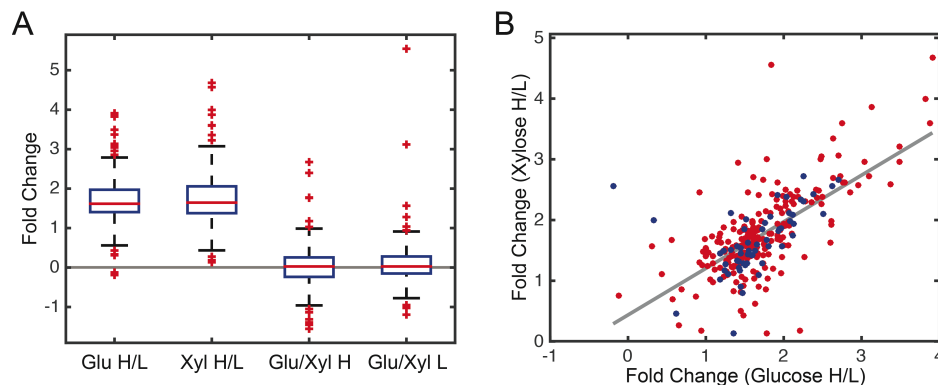 A
Fold Change
5
4
3
2
1
0
-1
Glu H/L Xyl H/L Glu/Xyl H Glu/Xyl L
B
Fold Change (Xylose H/L)
5
4
3
2
1
0
-1 0 1 2 3 4
Fold Change (Glucose H/L)